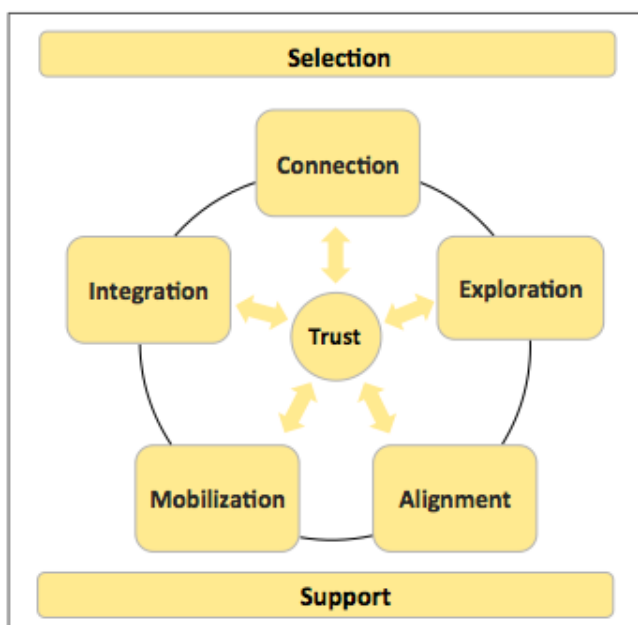 Selection
Connection
Integration
Exploration
Trust
Mobilization
Alignment
Support